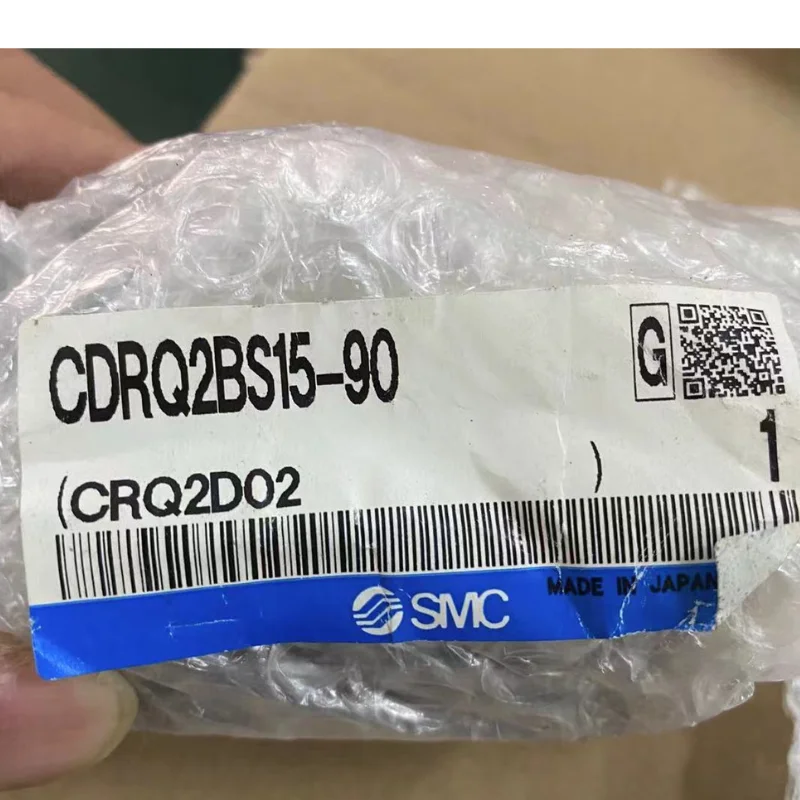 CDRQ2BS15-90
G
1
(CRQ2D02 )
MADE IN JAPAN
SMC